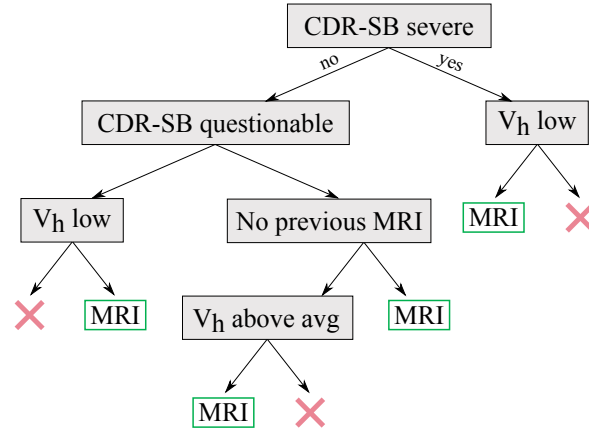 CDR-SB severe
no
yes
CDR-SB questionable
Vh low
Vh low
No previous MRI
MRI
MRI
Vh above avg
MRI
MRI